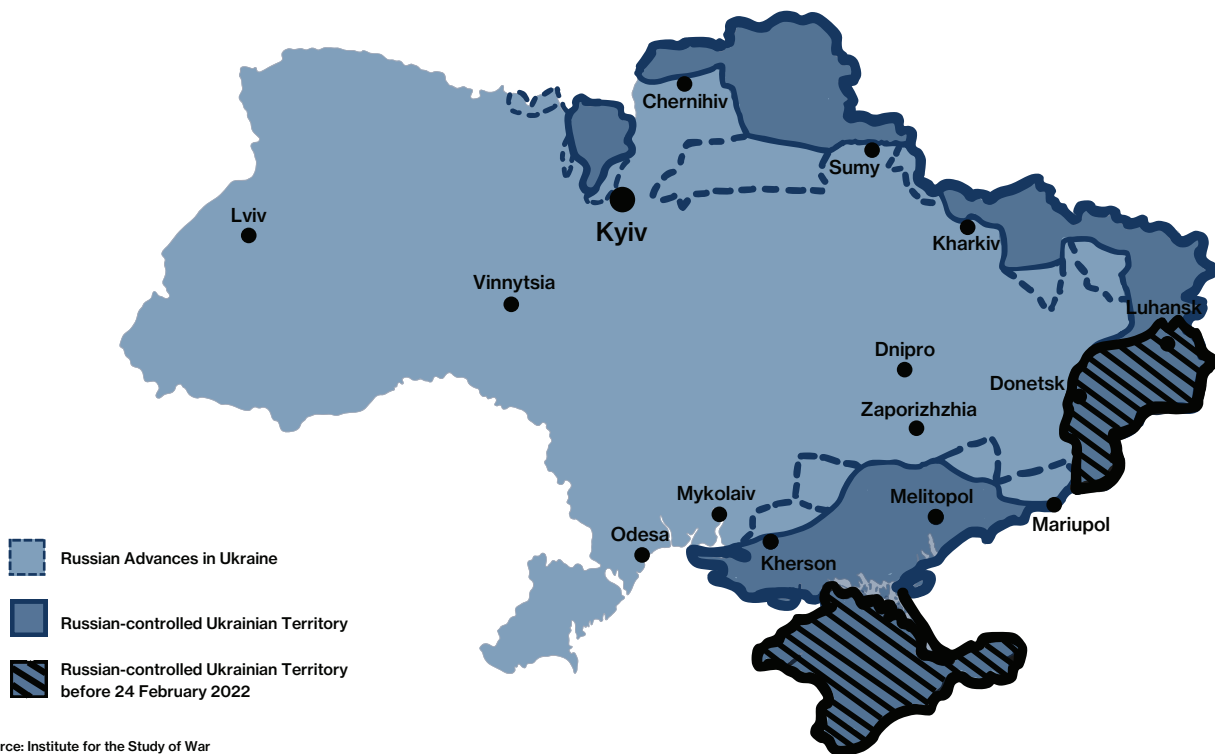 Chernihiv
Sumy
Lviv
Kyiv
Kharkiv
Vinnytsia
Luhansk
Dnipro
Donetsk
Zaporizhzhia
Mykolaiv
Melitopol
Mariupol
Odesa
Kherson
Russian Advances in Ukraine
Russian-controlled Ukrainian Territory
Russian-controlled Ukrainian Territory
before 24 February 2022
rce: Institute for the Study of War